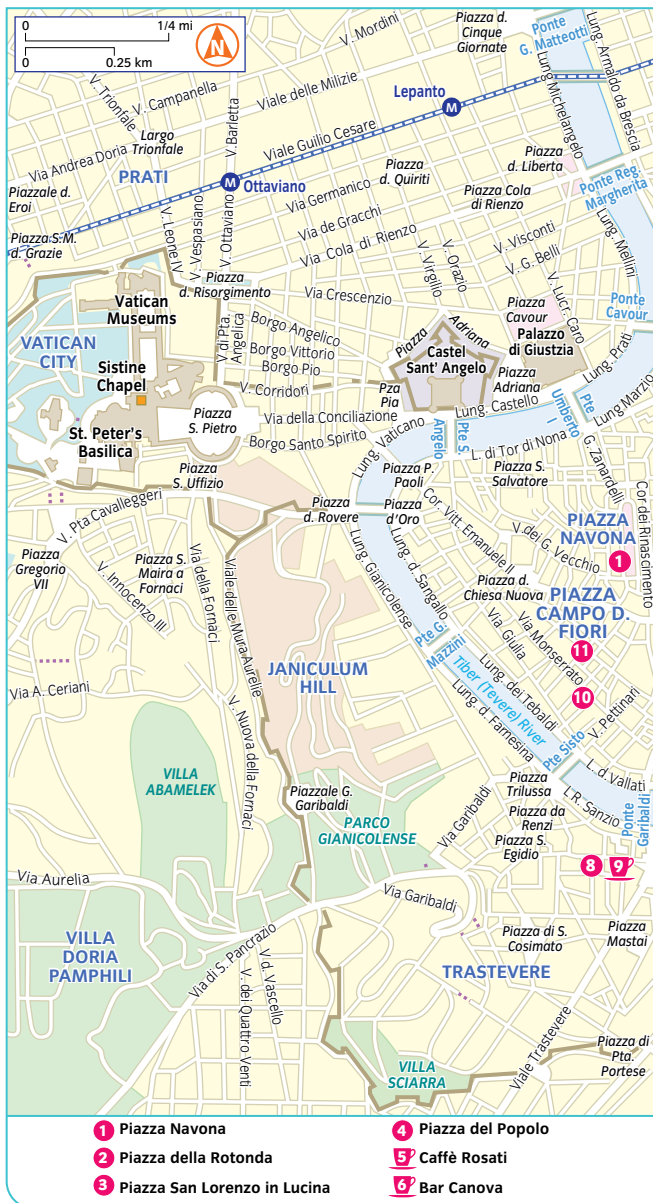 0 1/4 mi
N
0 0.25 km
V. Mordini
Piazza d.
Cinque
Giornate
Ponte
G. Matteotti
Lung. Arnaldo da Brescia
V. Trionfale
V. Campanella
Viale delle Milizie
Lepanto
M
Lung Michelangelo
Largo
Trionfale
V. Barletta
Via Andrea Doria
PRATI
Viale Guilio Cesare
Piazza
d. Quiriti
Piazza
d. Liberta
Ponte Reg.
Margherita
Piazzale d.
Eroi
M
Ottaviano
Via Germanico
Piazza Cola
di Rienzo
Piazza S.M.
d. Grazie
V. Leone IV
V. Vespasiano
V. Ottaviano
Via de Gracchi
Via Cola di Rienzo
V. Virgilio
V. Orazio
V. Visconti
V. G. Belli
Lung. Mellini
Piazza
d. Risorgimento
Via Crescenzio
Vatican
Museums
Piazza
Cavour
V. Lucr. Caro
Ponte
Cavour
VATICAN
CITY
V di Pta.
Angelica
Borgo Angelico
Borgo Vittorio
Borgo Pio
Piazza
Adriana
Castel
Sant' Angelo
Palazzo
di Giustzia
Sistine
Chapel
V. Corridori
Pza
Pia
Piazza
Adriana
Lung. Prati
Piazza
S. Pietro
Via della Conciliazione
Lung. Castello
Pte
Umberto
I
Lung Marzio
St. Peter's
Basilica
Borgo Santo Spirito
Lung. Vaticano
Pte S.
Angelo
L. di Tor di Nona
G. Zanardelli
Piazza
S. Uffizio
Piazza P.
Paoli
Piazza S.
Salvatore
V. Pta Cavalleggeri
Piazza
d. Rovere
Piazza
d'Oro
Cor. Vitt. Emanuele II
V. dei G. Vecchio
PIAZZA
NAVONA
1
Cor dei Rinascimento
Piazza
Gregorio
VII
Piazza S.
Maira a
Fornaci
V. Innocenzo III
Via della Fornaci
Viale delle Mura Aurelie
Lung. Gianicolense
Lung. d. Sangallo
Piazza d.
Chiesa Nuova
PIAZZA
CAMPO D.
FIORI
11
Via Giulia
Via Monserrato
Pte G.
Mazzini
JANICULUM
HILL
10
Via A. Ceriani
V. Nuova della Fornaci
Tiber (Tevere) River
Lung. dei Tebaldi
Lung. d. Farnesina
V. Pettinari
Pte Sisto
VILLA
ABAMELEK
Piazzale G.
Garibaldi
PARCO
GIANICOLENSE
Via Garibaldi
Piazza
Trilussa
L. d. Vallati
L.R. Sanzio
Ponte
Garibaldi
Piazza da
Renzi
Piazza S.
Egidio
8
9
Via Aurelia
Via Garibaldi
VILLA
DORIA
PAMPHILI
Via di S. Pancrazio
Piazza di S.
Cosimato
Piazza
Mastai
V. d. Vascello
V. dei Quattro Venti
TRASTEVERE
Viale Trastevere
VILLA
SCIARRA
Piazza di
Pta.
Portese
1 Piazza Navona
2 Piazza della Rotonda
3 Piazza San Lorenzo in Lucina
4 Piazza del Popolo
5 Caffè Rosati
6 Bar Canova